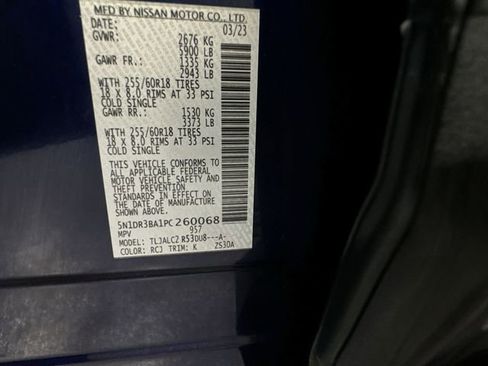 MFD BY NISSAN MOTOR CO., LTD.
03/23
GVWR: 2676 KG
5900 LB
GAWR FR.: 1335 KG
2943 LB
WITH 255/60R18 TIRES
18 X 8.0 RIMS AT 33 PSI
COLD SINGLE
GAWR RR.: 1530 KG
3373 LB
WITH 255/60R18 TIRES
18 X 8.0 RIMS AT 33 PSI
COLD SINGLE
THIS VEHICLE CONFORMS TO
ALL APPLICABLE FEDERAL
MOTOR VEHICLE SAFETY
AND THEFT PREVENTION
STANDARDS IN EFFECT ON
THE DATE OF MANUFACTURE
SHOWN ABOVE.
5N1DR3BA1PC260068
MPV 957
MODEL: TLJALC2 R530U8---A-
COLOR: RCJ TRIM: K ZS30A